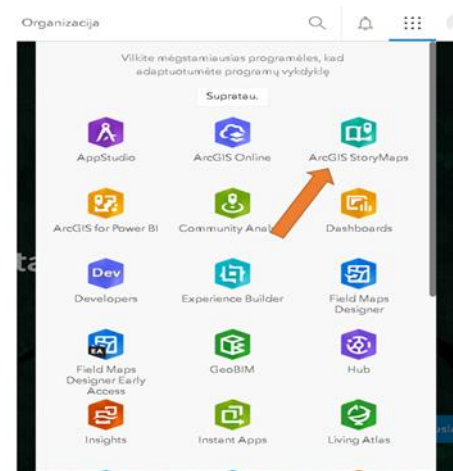 Organizacija
Vilkite mėgstamiausias programėles, kad
adaptuotumėte programų vykdyklę
Supratau.
AppStudio
ArcGIS Online
ArcGIS StoryMaps
ArcGIS for Power BI
Community Anal
Dashboards
Dev
Developers
Experience Builder
Field Maps
Designer
EA
Field Maps
Designer Early
Access
GeoBIM
Hub
Insights
Instant Apps
Living Atlas